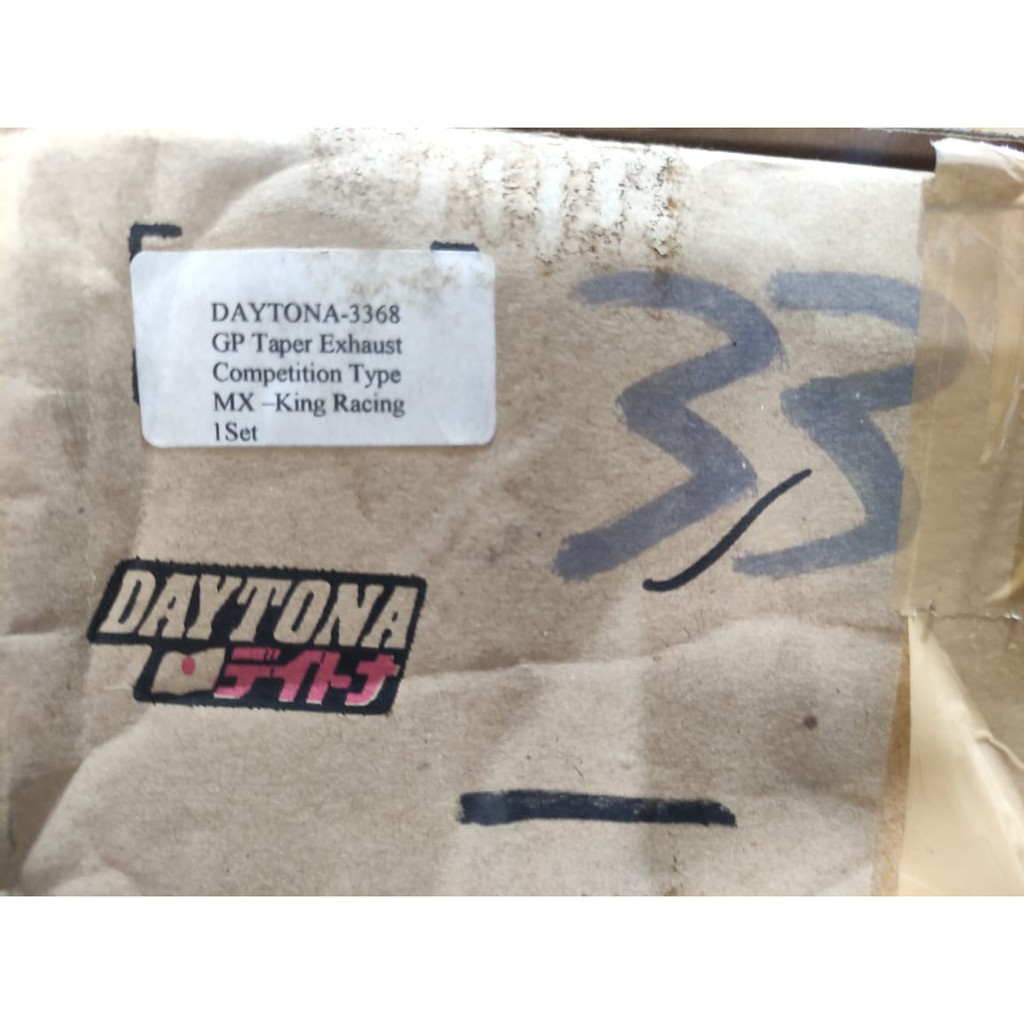 DAYTONA-3368
GP Taper Exhaust
Competition Type
MX –King Racing
1Set
33
DAYTONA
デイトナ